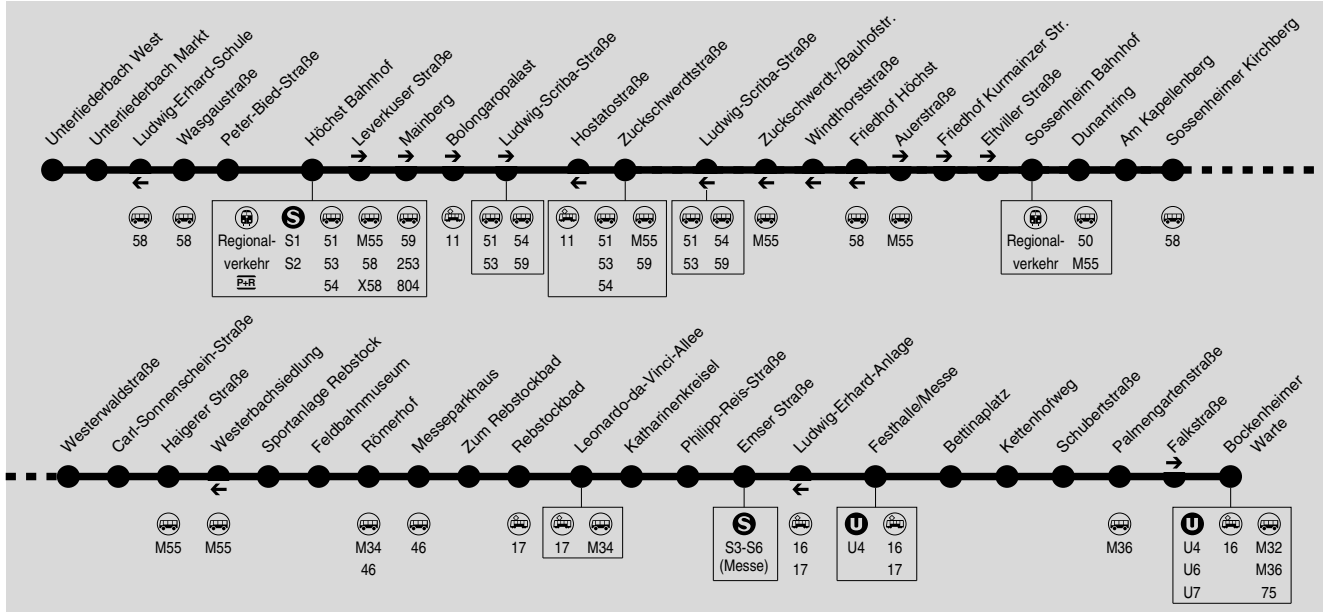 Unterliederbach West
Unterliederbach Markt
Ludwig-Erhard-Schule
Wasgaustraße
Peter-Bied-Straße
Höchst Bahnhof
Leverkuser Straße
Mainberg
Bolongaropalast
Ludwig-Scriba-Straße
Hostatostraße
Zuckschwerdtstraße
Ludwig-Scriba-Straße
Zuckschwerdt-/Bauhofstr.
Windthorststraße
Friedhof Höchst
Auerstraße
Friedhof Kurmainzer Str.
Eltviller Straße
Sossenheim Bahnhof
Dunantring
Am Kapellenberg
Sossenheimer Kirchberg
58
58
Regional- S1 51 M55 59
verkehr S2 53 58 253
P+R 54 X58 804
11
51 54
53 59
11 51 M55
53 59
54
51 54
53 59
M55
58
M55
Regional- 50
verkehr M55
58
Westerwaldstraße
Carl-Sonnenschein-Straße
Haigerer Straße
Westerbachsiedlung
Sportanlage Rebstock
Feldbahnmuseum
Römerhof
Messeparkhaus
Zum Rebstockbad
Rebstockbad
Leonardo-da-Vinci-Allee
Katharinenkreisel
Philipp-Reis-Straße
Emser Straße
Ludwig-Erhard-Anlage
Festhalle/Messe
Bettinaplatz
Kettenhofweg
Schubertstraße
Palmengartenstraße
Falkstraße
Bockenheimer
Warte
M55
M55
M34
46
46
17
17 M34
S
S3-S6
(Messe)
16
17
U
U4 16
17
M36
U
U4 16 M32
U6 M36
U7 75